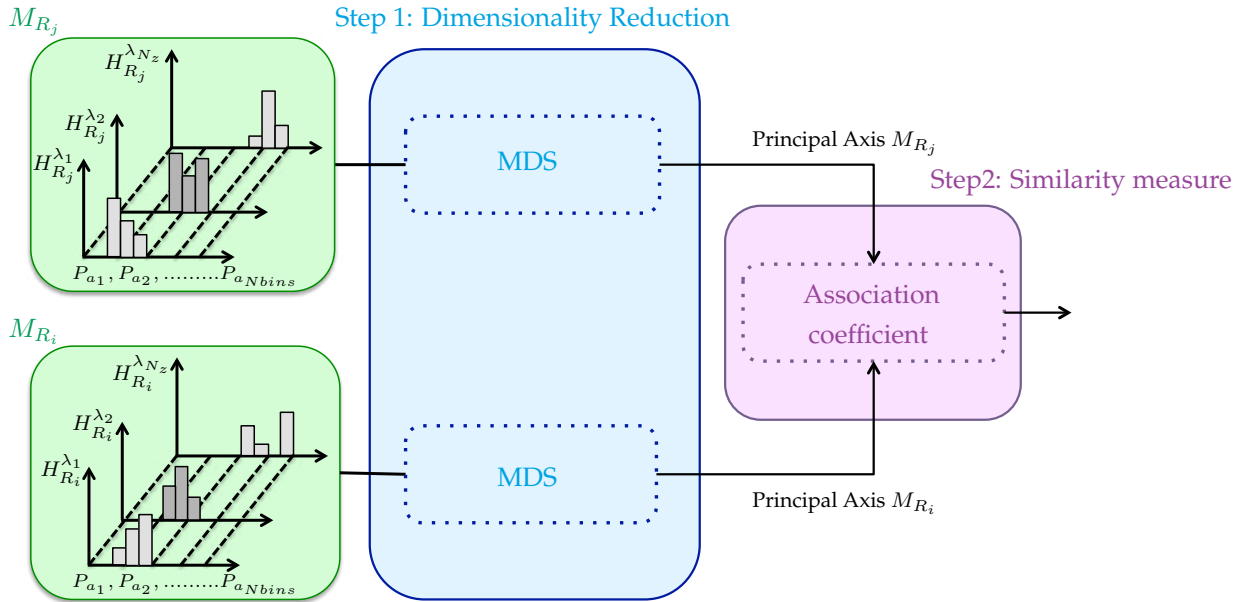 M_{R_j}
Step 1: Dimensionality Reduction
H_{R_j}^{λ_{N_z}}
H_{R_j}^{λ_2}
H_{R_j}^{λ_1}
P_{a_1}, P_{a_2}, .........P_{a_{Nbins}}
MDS
Principal Axis M_{R_j}
Step2: Similarity measure
Association
coefficient
M_{R_i}
H_{R_i}^{λ_{N_z}}
H_{R_i}^{λ_2}
H_{R_i}^{λ_1}
P_{a_1}, P_{a_2}, .........P_{a_{Nbins}}
MDS
Principal Axis M_{R_i}